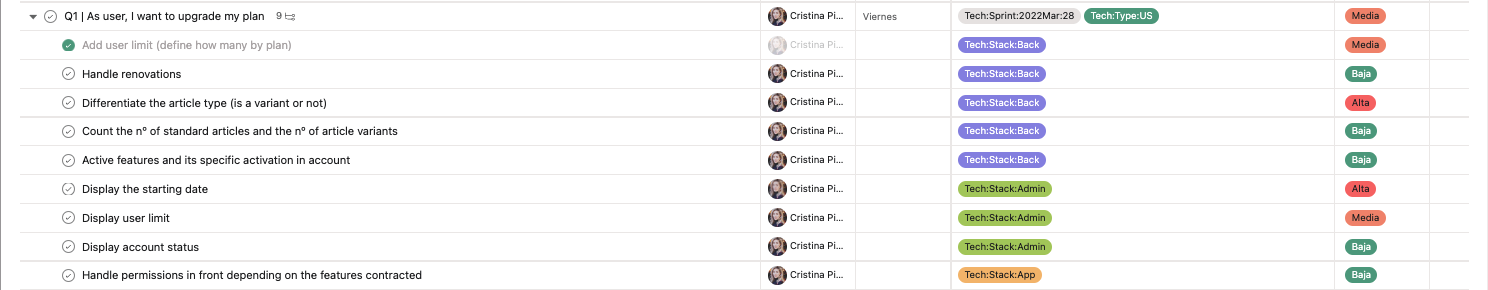 Q1 | As user, I want to upgrade my plan 9 Cristina Pi... Viernes Tech:Sprint:2022Mar:28 Tech:Type:US Media
Add user limit (define how many by plan) Cristina Pi... Tech:Stack:Back Media
Handle renovations Cristina Pi... Tech:Stack:Back Baja
Differentiate the article type (is a variant or not) Cristina Pi... Tech:Stack:Back Alta
Count the nº of standard articles and the nº of article variants Cristina Pi... Tech:Stack:Back Baja
Active features and its specific activation in account Cristina Pi... Tech:Stack:Back Baja
Display the starting date Cristina Pi... Tech:Stack:Admin Alta
Display user limit Cristina Pi... Tech:Stack:Admin Media
Display account status Cristina Pi... Tech:Stack:Admin Baja
Handle permissions in front depending on the features contracted Cristina Pi... Tech:Stack:App Baja